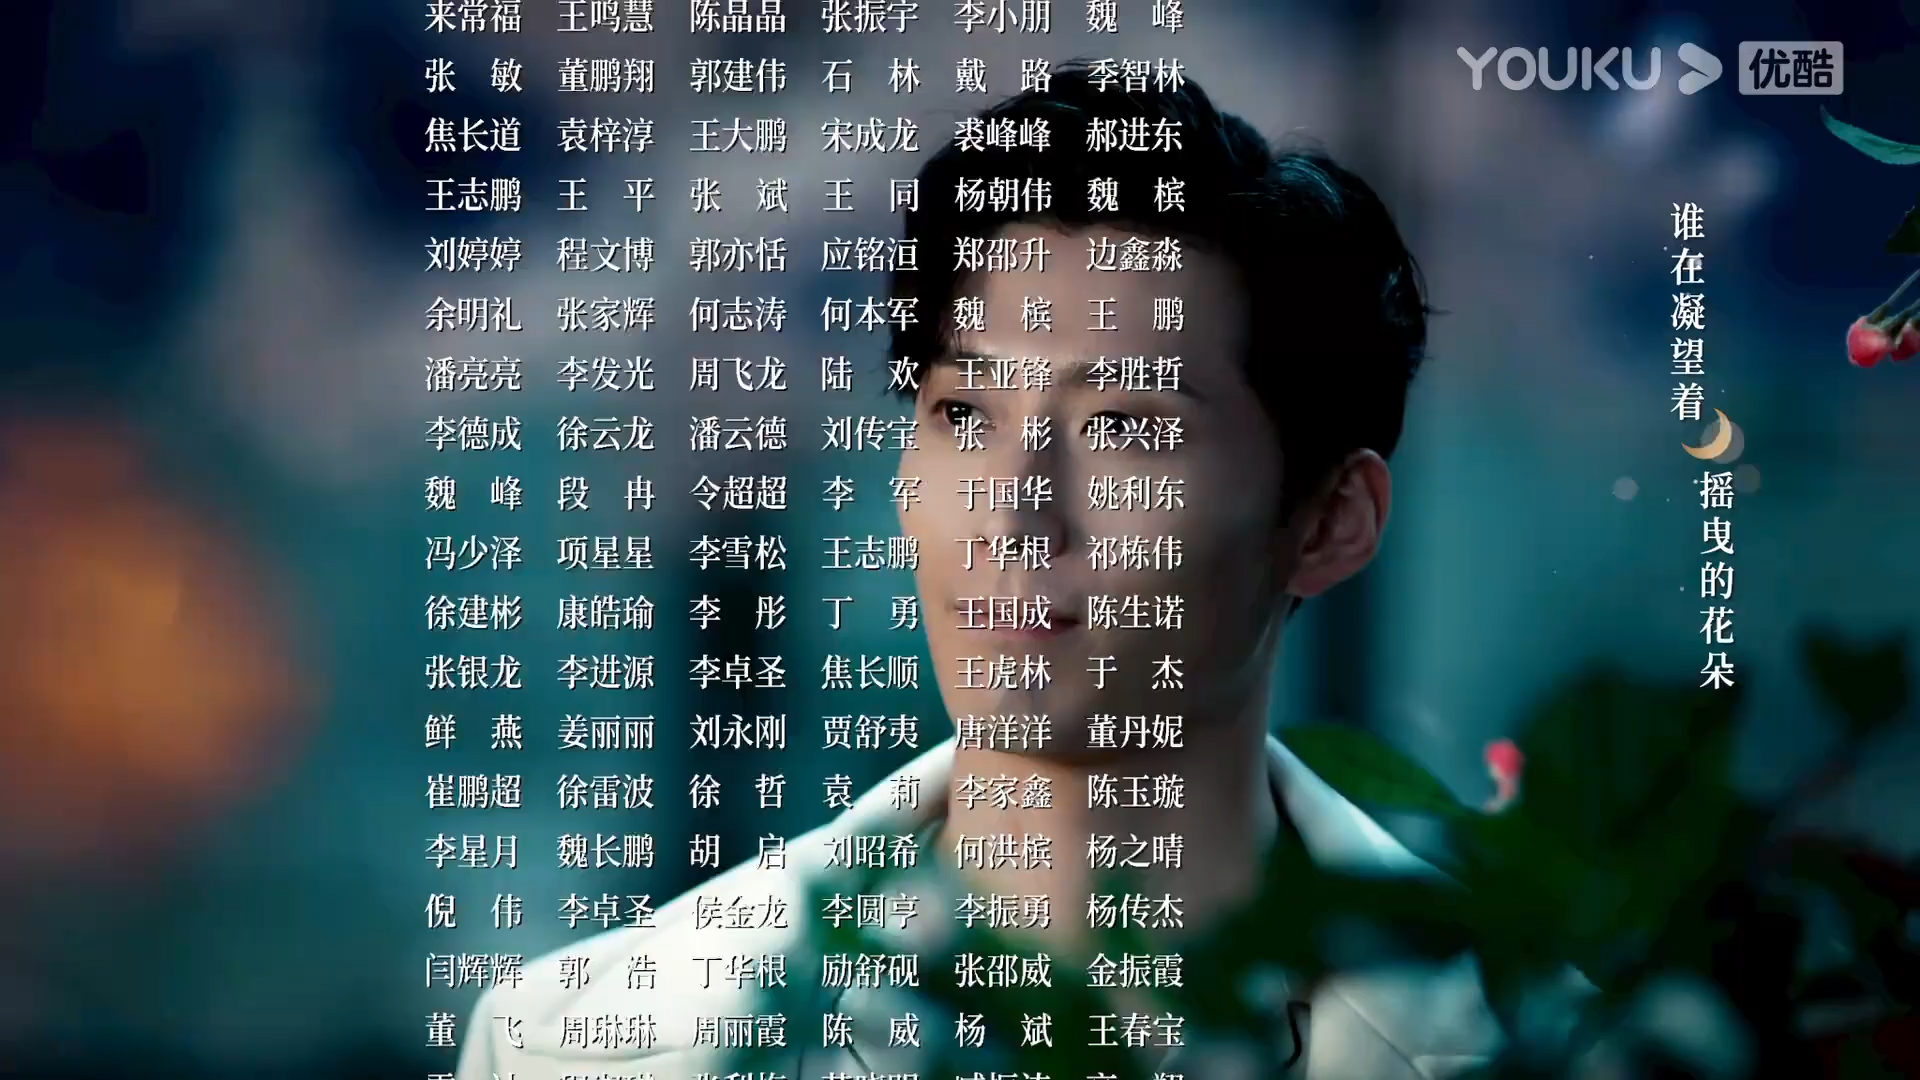 来常福 王鸣慧 陈晶晶 张振宇 李小朋 魏 峰
YOUKU 优酷
张 敏 董鹏翔 郭建伟 石 林 戴 路 季智林
焦长道 袁梓淳 王大鹏 宋成龙 裘峰峰 郝进东
王志鹏 王 平 张 斌 王 同 杨朝伟 魏 槟
刘婷婷 程文博 郭亦恬 应铭洹 郑邵升 边鑫淼
余明礼 张家辉 何志涛 何本军 魏 槟 王 鹏
潘亮亮 李发光 周飞龙 陆 欢 王亚锋 李胜哲
李德成 徐云龙 潘云德 刘传宝 张 彬 张兴泽
魏 峰 段 冉 令超超 李 军 于国华 姚利东
冯少泽 项星星 李雪松 王志鹏 丁华根 祁栋伟
徐建彬 康皓瑜 李 彤 丁 勇 王国成 陈生诺
张银龙 李进源 李卓圣 焦长顺 王虎林 于 杰
鲜 燕 姜丽丽 刘永刚 贾舒夷 唐洋洋 董丹妮
崔鹏超 徐雷波 徐 哲 袁 莉 李家鑫 陈玉璇
李星月 魏长鹏 胡 启 刘昭希 何洪槟 杨之晴
倪 伟 李卓圣 侯金龙 李圆亨 李振勇 杨传杰
闫辉辉 郭 浩 丁华根 励舒砚 张邵威 金振霞
董 飞 周琳琳 周丽霞 陈 威 杨 斌 王春宝
谁在凝望着
摇曳的花朵